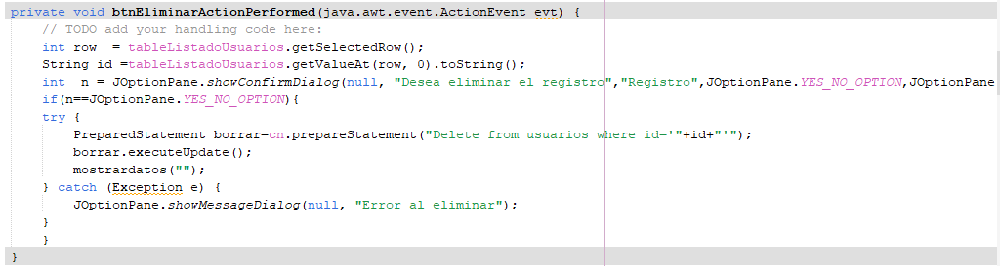 private void btnEliminarActionPerformed(java.awt.event.ActionEvent evt) {
// TODO add your handling code here:
int row  = tableListadoUsuarios.getSelectedRow();
String id =tableListadoUsuarios.getValueAt(row, 0).toString();
int  n = JOptionPane.showConfirmDialog(null, "Desea eliminar el registro","Registro",JOptionPane.YES_NO_OPTION,JOptionPane
if(n==JOptionPane.YES_NO_OPTION){
try {
PreparedStatement borrar=cn.prepareStatement("Delete from usuarios where id='"+id+"'");
borrar.executeUpdate();
mostrardatos("");
} catch (Exception e) {
JOptionPane.showMessageDialog(null, "Error al eliminar");
}
}
}